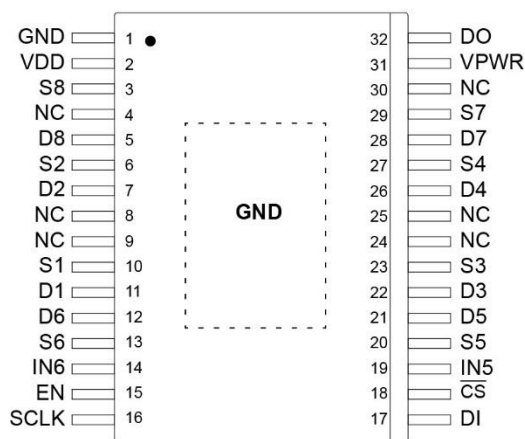 GND 1 32 DO
VDD 2 31 VPWR
S8 3 30 NC
NC 4 29 S7
D8 5 28 D7
S2 6 27 S4
D2 7 26 D4
NC 8 25 NC
NC 9 24 NC
S1 10 23 S3
D1 11 22 D3
D6 12 21 D5
S6 13 20 S5
IN6 14 19 IN5
EN 15 18 CS
SCLK 16 17 DI
GND